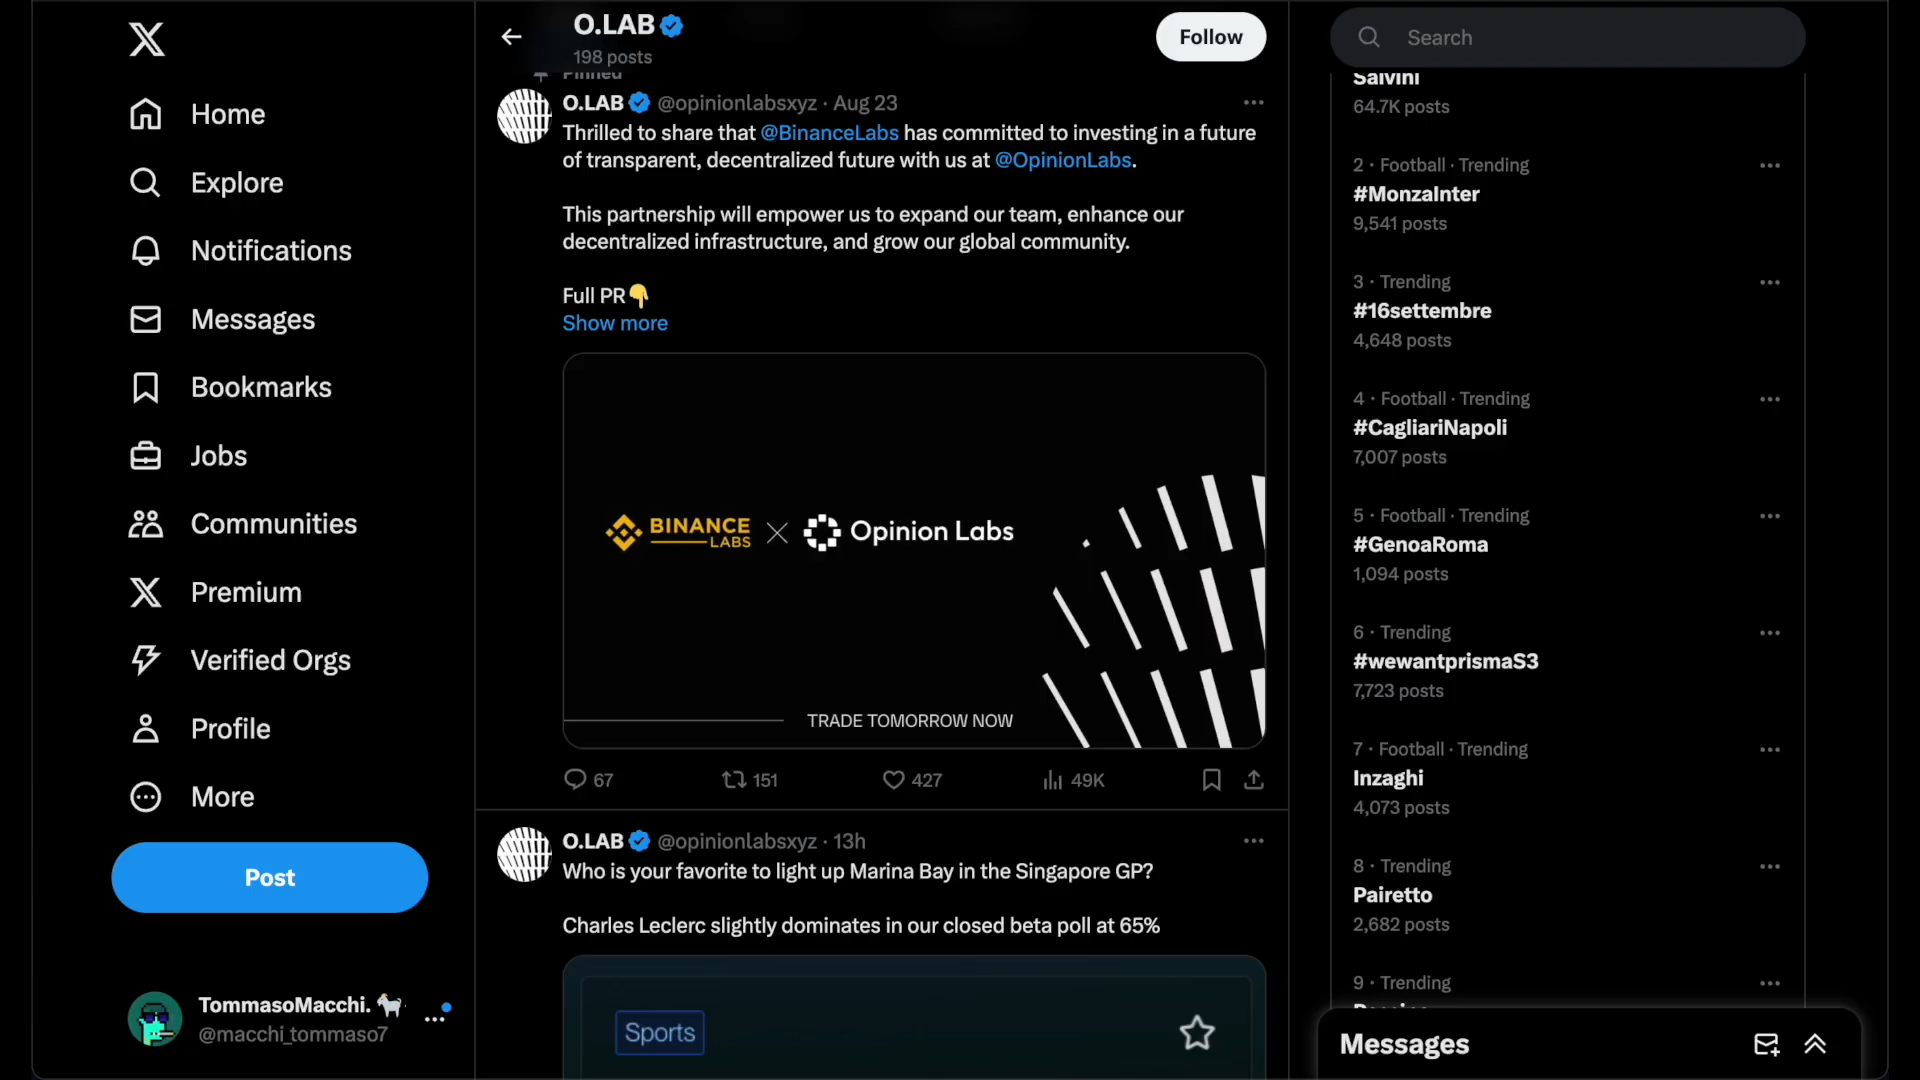 Home
Explore
Notifications
Messages
Bookmarks
Jobs
Communities
Premium
Verified Orgs
Profile
More
Post
TommasoMacchi. 🐐
@macchi_tommaso7
O.LAB
198 posts
Follow
Pinned
O.LAB @opinionlabsxyz · Aug 23
Thrilled to share that @BinanceLabs has committed to investing in a future
of transparent, decentralized future with us at @OpinionLabs.
This partnership will empower us to expand our team, enhance our
decentralized infrastructure, and grow our global community.
Full PR👇
Show more
BINANCE
LABS
Opinion Labs
TRADE TOMORROW NOW
67 151 427 49K
O.LAB @opinionlabsxyz · 13h
Who is your favorite to light up Marina Bay in the Singapore GP?
Charles Leclerc slightly dominates in our closed beta poll at 65%
Sports
Search
Salvini
64.7K posts
2 · Football · Trending
#MonzaInter
9,541 posts
3 · Trending
#16settembre
4,648 posts
4 · Football · Trending
#CagliariNapoli
7,007 posts
5 · Football · Trending
#GenoaRoma
1,094 posts
6 · Trending
#wewantprismaS3
7,723 posts
7 · Football · Trending
Inzaghi
4,073 posts
8 · Trending
Pairetto
2,682 posts
9 · Trending
Messages